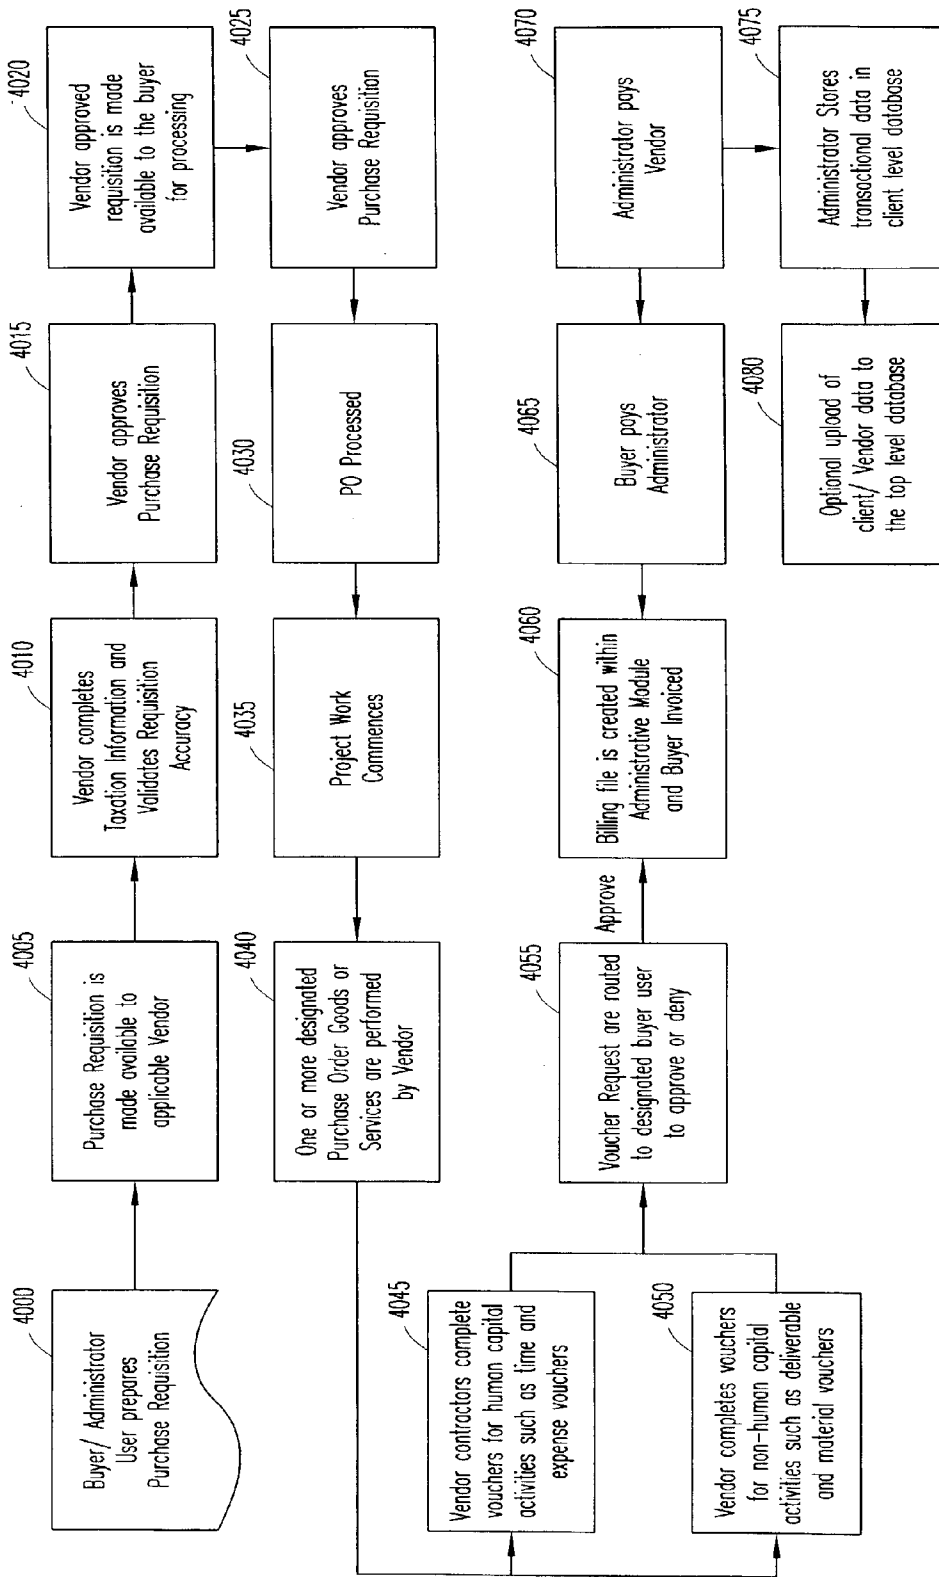 4000
Buyer/ Administrator
User prepares
Purchase Requisition
4005
Purchase Requisition is
made available to
applicable Vendor
4010
Vendor completes
Taxation Information and
Validates Requisition
Accuracy
4015
Vendor approves
Purchase Requisition
4020
Vendor approved
requisition is made
available to the buyer
for processing
4025
Vendor approves
Purchase Requisition
4030
PO Processed
4035
Project Work
Commences
4040
One or more designated
Purchase Order Goods or
Services are performed
by Vendor
4045
Vendor contractors complete
vouchers for human capital
activities such as time and
expense vouchers
4050
Vendor completes vouchers
for non-human capital
activities such as deliverable
and material vouchers
4055
Voucher Request are routed
to designated buyer user
to approve or deny
Approve
4060
Billing file is created within
Administrative Module
and Buyer Invoiced
4065
Buyer pays
Administrator
4070
Administrator pays
Vendor
4075
Administrator Stores
transactional data in
client level database
4080
Optional upload of
client/ Vendor data to
the top level database